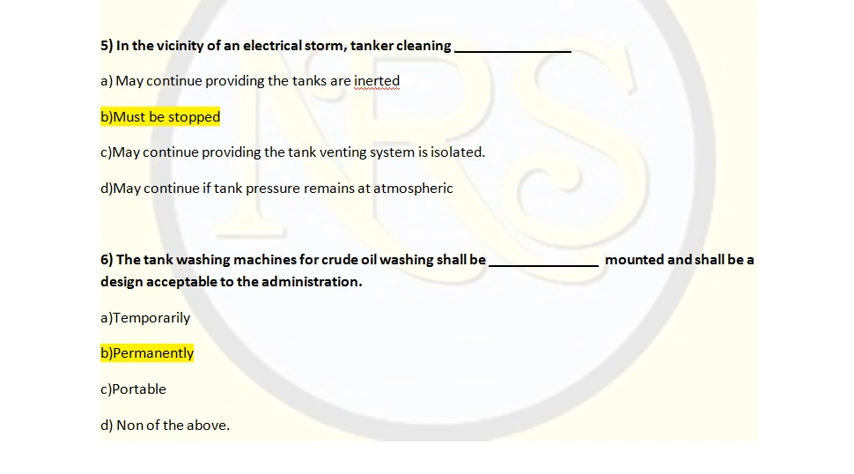 5) In the vicinity of an electrical storm, tanker cleaning ________________
a) May continue providing the tanks are inerted
b)Must be stopped
c)May continue providing the tank venting system is isolated.
d)May continue if tank pressure remains at atmospheric
6) The tank washing machines for crude oil washing shall be _______________ mounted and shall be a
design acceptable to the administration.
a)Temporarily
b)Permanently
c)Portable
d) Non of the above.
NRS